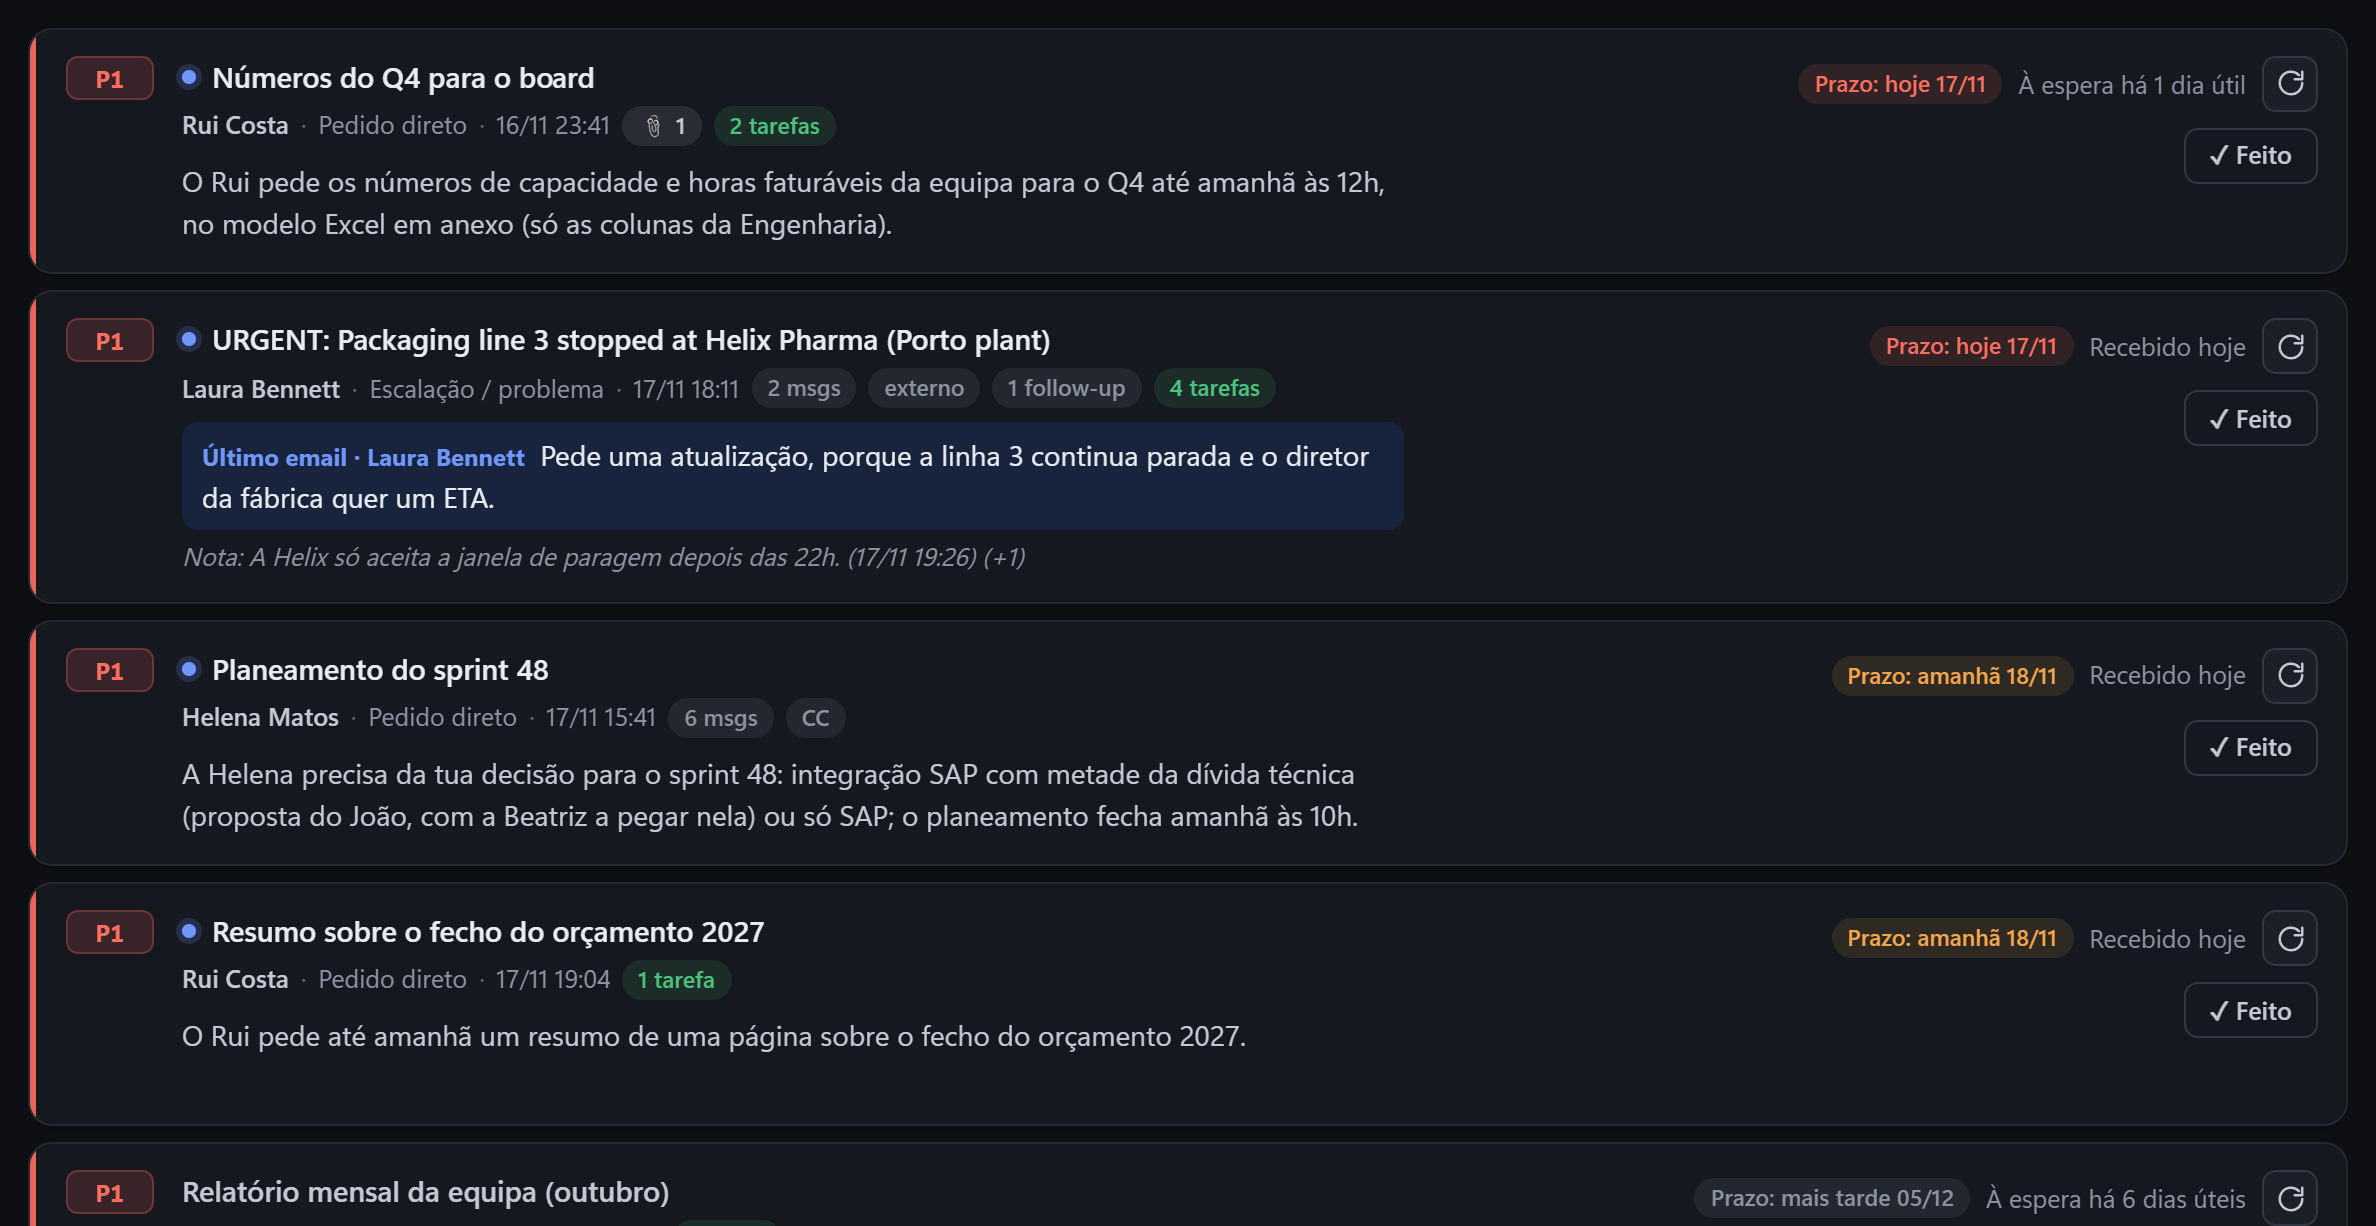 P1 Números do Q4 para o board Prazo: hoje 17/11 À espera há 1 dia útil
Rui Costa · Pedido direto · 16/11 23:41 1 2 tarefas
✓ Feito
O Rui pede os números de capacidade e horas faturáveis da equipa para o Q4 até amanhã às 12h,
no modelo Excel em anexo (só as colunas da Engenharia).
P1 URGENT: Packaging line 3 stopped at Helix Pharma (Porto plant) Prazo: hoje 17/11 Recebido hoje
Laura Bennett · Escalação / problema · 17/11 18:11 2 msgs externo 1 follow-up 4 tarefas
✓ Feito
Último email · Laura Bennett Pede uma atualização, porque a linha 3 continua parada e o diretor
da fábrica quer um ETA.
Nota: A Helix só aceita a janela de paragem depois das 22h. (17/11 19:26) (+1)
P1 Planeamento do sprint 48 Prazo: amanhã 18/11 Recebido hoje
Helena Matos · Pedido direto · 17/11 15:41 6 msgs CC
✓ Feito
A Helena precisa da tua decisão para o sprint 48: integração SAP com metade da dívida técnica
(proposta do João, com a Beatriz a pegar nela) ou só SAP; o planeamento fecha amanhã às 10h.
P1 Resumo sobre o fecho do orçamento 2027 Prazo: amanhã 18/11 Recebido hoje
Rui Costa · Pedido direto · 17/11 19:04 1 tarefa
✓ Feito
O Rui pede até amanhã um resumo de uma página sobre o fecho do orçamento 2027.
P1 Relatório mensal da equipa (outubro) Prazo: mais tarde 05/12 À espera há 6 dias úteis